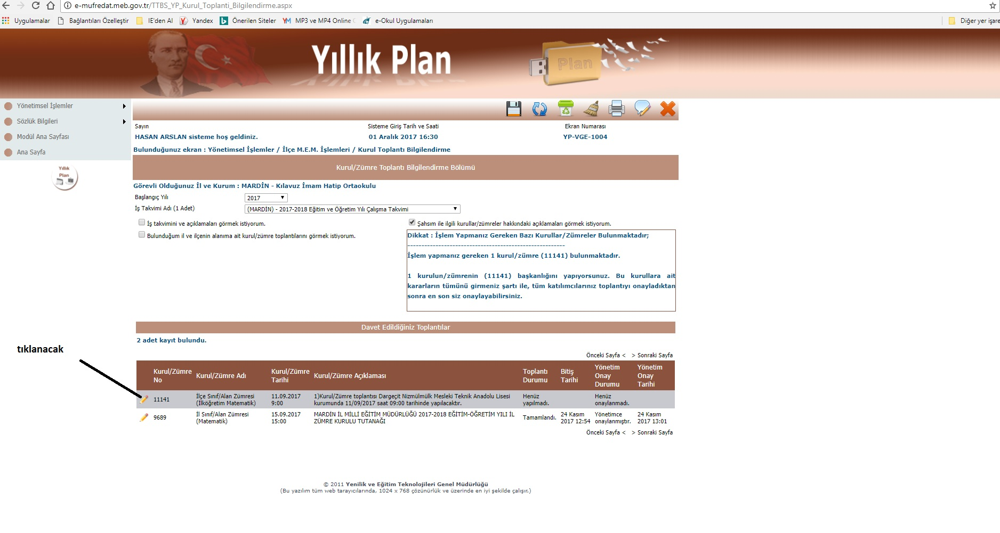 e-mufredat.meb.gov.tr/TTBS_YP_Kurul_Toplanti_Bilgilendirme.aspx
Uygulamalar Bağlantıları Özelleştir IE'den Al Yandex Önerilen Siteler MP3 ve MP4 Online e-Okul Uygulamaları Diğer yer işare
Yıllık Plan
Plan
Yönetimsel İşlemler
Sözlük Bilgileri
Modül Ana Sayfası
Ana Sayfa
Yıllık
Plan
Sayın Sisteme Giriş Tarih ve Saati Ekran Numarası
HASAN ARSLAN sisteme hoş geldiniz. 01 Aralık 2017 16:30 YP-VGE-1004
Bulunduğunuz ekran : Yönetimsel İşlemler / İlçe M.E.M. İşlemleri / Kurul Toplantı Bilgilendirme
Kurul/Zümre Toplantı Bilgilendirme Bölümü
Görevli Olduğunuz İl ve Kurum : MARDİN - Kılavuz İmam Hatip Ortaokulu
Başlangıç Yılı 2017
İş Takvimi Adı (1 Adet) (MARDİN) - 2017-2018 Eğitim ve Öğretim Yılı Çalışma Takvimi
İş takvimini ve açıklamaları görmek istiyorum.
Bulunduğum il ve ilçenin alanıma ait kurul/zümre toplantılarını görmek istiyorum.
Şahsım ile ilgili kurullar/zümreler hakkındaki açıklamaları görmek istiyorum.
Dikkat : İşlem Yapmanız Gereken Bazı Kurullar/Zümreler Bulunmaktadır;
--------------------------------------------------------
İşlem yapmanız gereken 1 kurul/zümre (11141) bulunmaktadır.
1 kurulun/zümrenin (11141) başkanlığını yapıyorsunuz. Bu kurullara ait
kararların tümünü girmeniz şartı ile, tüm katılımcılarınız toplantıyı onayladıktan
sonra en son siz onaylayabilirsiniz.
Davet Edildiğiniz Toplantılar
2 adet kayıt bulundu.
tıklanacak
Önceki Sayfa < > Sonraki Sayfa
Kurul/Zümre No Kurul/Zümre Adı Kurul/Zümre Tarihi Kurul/Zümre Açıklaması Toplantı Durumu Bitiş Tarihi Yönetim Onay Durumu Yönetim Onay Tarihi
11141 İlçe Sınıf/Alan Zümresi (İlköğretim Matematik) 11.09.2017 9:00 1)Kurul/Zümre toplantısı Dargeçit Nizmülmülk Mesleki Teknik Anadolu Lisesi kurumunda 11/09/2017 saat 09:00 tarihinde yapılacaktır. Henüz yapılmadı. Henüz onaylanmadı.
9689 İl Sınıf/Alan Zümresi (Matematik) 15.09.2017 15:00 MARDİN İL MİLLİ EĞİTİM MÜDÜRLÜĞÜ 2017-2018 EĞİTİM-ÖĞRETİM YILI İL ZÜMRE KURULU TUTANAĞI Tamamlandı. 24 Kasım 2017 12:54 Yönetimce onaylanmıştır. 24 Kasım 2017 13:01
Önceki Sayfa < > Sonraki Sayfa
© 2011 Yenilik ve Eğitim Teknolojileri Genel Müdürlüğü
(Bu yazılım tüm web tarayıcılarında, 1024 x 768 çözünürlük ve üzerinde en iyi şekilde çalışır.)